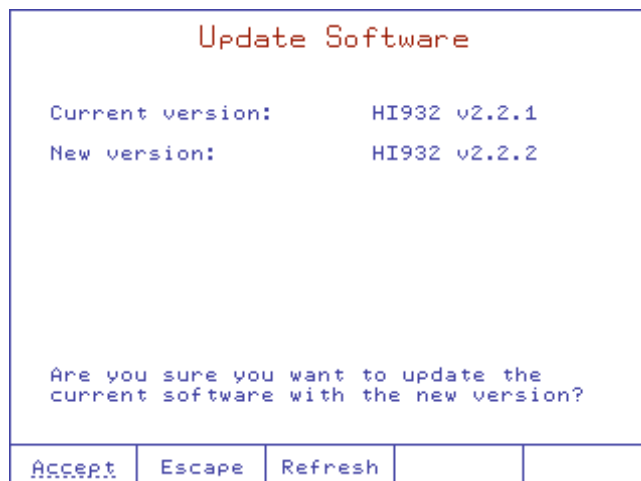 Update Software
Current version: HI932 v2.2.1
New version: HI932 v2.2.2
Are you sure you want to update the
current software with the new version?
Accept Escape Refresh